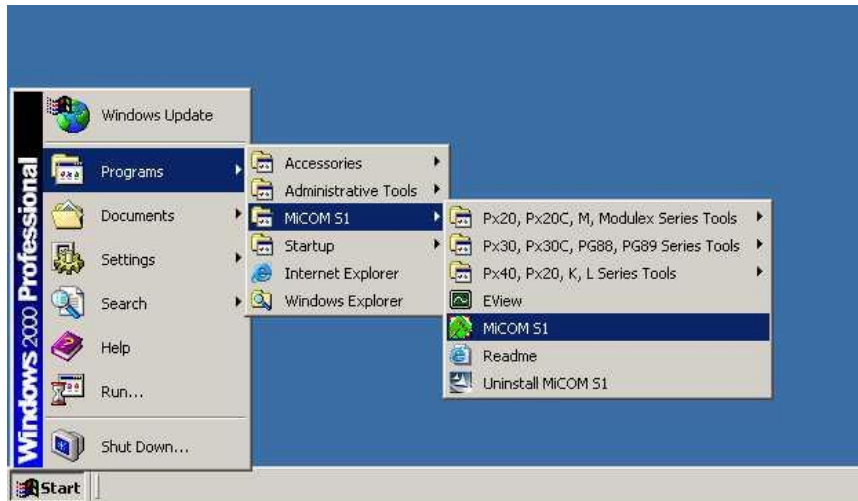 Windows Update
Programs
Documents
Settings
Search
Help
Run...
Shut Down...
Windows 2000 Professional
Start
Accessories
Administrative Tools
MiCOM S1
Startup
Internet Explorer
Windows Explorer
Px20, Px20C, M, Modulex Series Tools
Px30, Px30C, PG88, PG89 Series Tools
Px40, Px20, K, L Series Tools
EView
MiCOM S1
Readme
Uninstall MiCOM S1